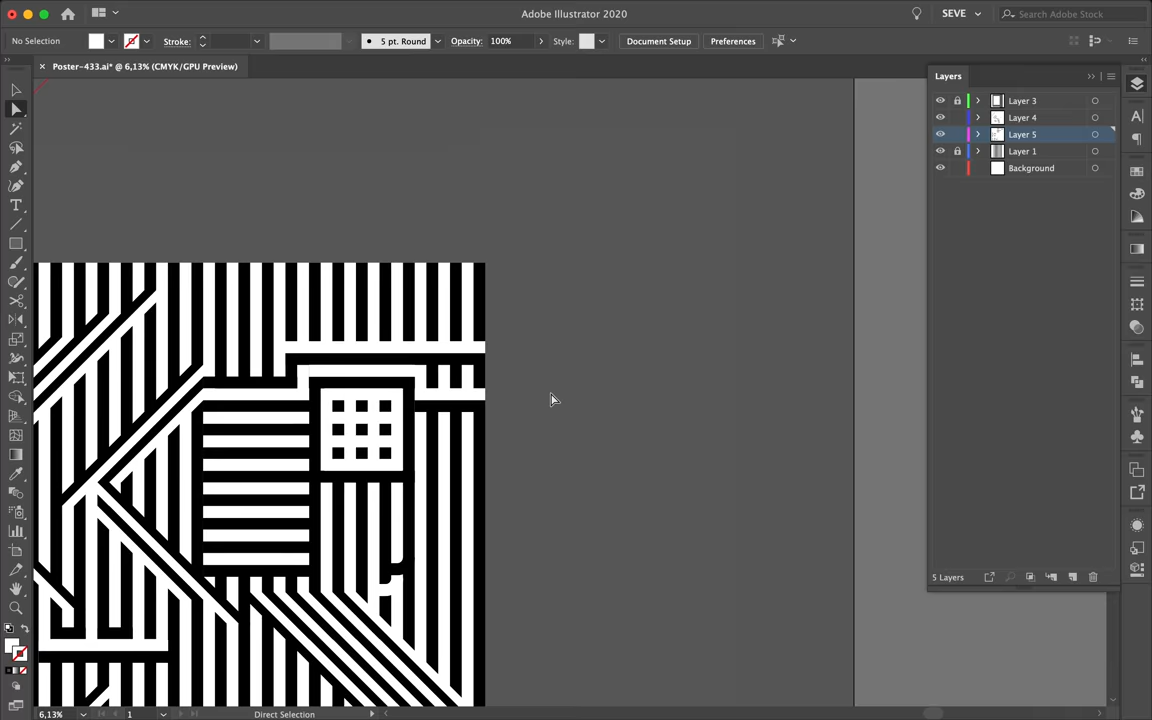 Adobe Illustrator 2020
SEVE
Search Adobe Stock
No Selection
Stroke:
5 pt. Round
Opacity: 100%
Style:
Document Setup
Preferences
Poster-433.ai* @ 6,13% (CMYK/GPU Preview)
Layers
Layer 3
Layer 4
Layer 5
Layer 1
Background
5 Layers
6,13%
1
Direct Selection